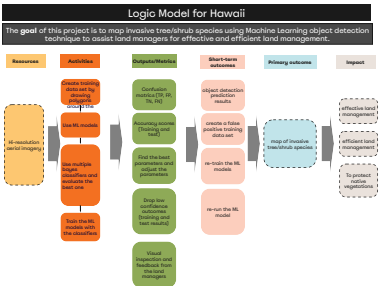 Logic Model for Hawaii
The goal of this project is to map invasive tree/shrub species using Machine Learning object detection
technique to assist land managers for effective and efficient land management.
Resources
Activities
Outputs/Metrics
Short-term
outcomes
Primary outcome
Impact
Hi-resolution
aerial imagery
Create training
data set by
drawing
polygons
around the
Use ML models
Use multiple
bayes
classifiers and
evaluate the
best one
Train the ML
models with
the classifiers
Confusion
metrics (TP, FP,
TN, FN)
Accuracy scores
(Training and
test)
Find the best
parameters and
adjust the
parameters
Drop low
confidence
outcomes
(training and
test results)
Visual
inspection and
feedback from
the land
managers
object detection
prediction
results
create a false
positive training
data set
re-train the ML
models
re-run the ML
model
map of invasive
tree/shrub species
effective land
management
efficient land
management
To protect
native
vegetations